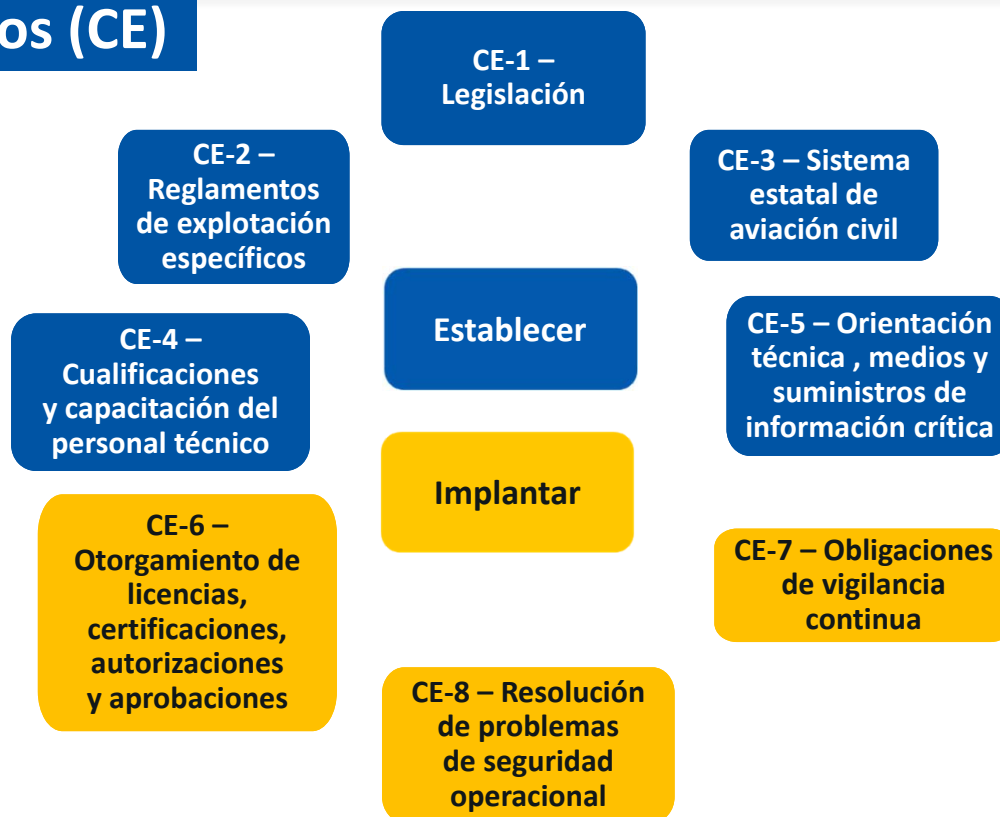 os (CE)
CE-1 –
Legislación
CE-2 –
Reglamentos
de explotación
específicos
CE-3 – Sistema
estatal de
aviación civil
Establecer
CE-4 –
Cualificaciones
y capacitación del
personal técnico
CE-5 – Orientación
técnica , medios y
suministros de
información crítica
Implantar
CE-6 –
Otorgamiento de
licencias,
certificaciones,
autorizaciones
y aprobaciones
CE-7 – Obligaciones
de vigilancia
continua
CE-8 – Resolución
de problemas
de seguridad
operacional